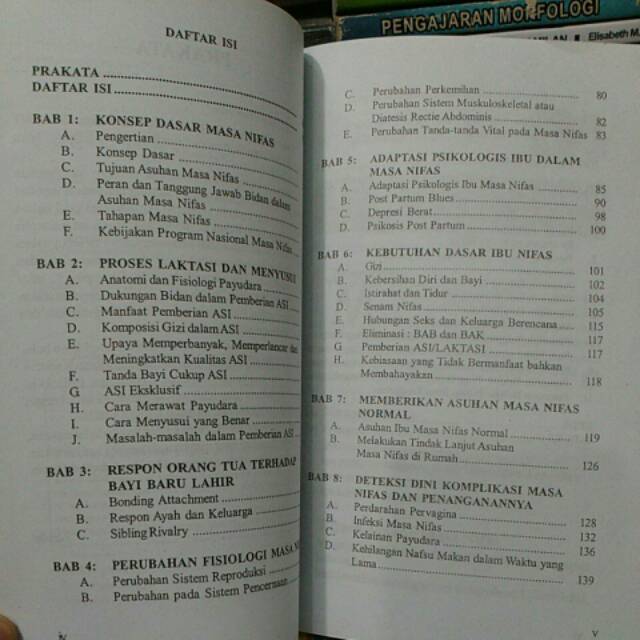 PENGAJARAN MORFOLOGI
Elisabeth M.
DAFTAR ISI
PRAKATA
DAFTAR ISI
BAB 1: KONSEP DASAR MASA NIFAS
A. Pengertian
B. Konsep Dasar
C. Tujuan Asuhan Masa Nifas
D. Peran dan Tanggung Jawab Bidan dalam
Asuhan Masa Nifas
E. Tahapan Masa Nifas
F. Kebijakan Program Nasional Masa Nifas
BAB 2: PROSES LAKTASI DAN MENYUSUI
A. Anatomi dan Fisiologi Payudara
B. Dukungan Bidan dalam Pemberian ASI
C. Manfaat Pemberian ASI
D. Komposisi Gizi dalam ASI
E. Upaya Memperbanyak, Memperlancar dan
Meningkatkan Kualitas ASI
F. Tanda Bayi Cukup ASI
G ASI Eksklusif
H. Cara Merawat Payudara
I. Cara Menyusui yang Benar
J. Masalah-masalah dalam Pemberian ASI
BAB 3: RESPON ORANG TUA TERHADAP
BAYI BARU LAHIR
A. Bonding Attachment
B. Respon Ayah dan Keluarga
C. Sibling Rivalry
BAB 4: PERUBAHAN FISIOLOGI MASA
A. Perubahan Sistem Reproduksi
B. Perubahan pada Sistem Pencernaan
iv
C. Perubahan Perkemihan 80
D. Perubahan Sistem Muskuloskeletal atau
Diatesis Rectie Abdominis 82
E. Perubahan Tanda-tanda Vital pada Masa Nifas 83
BAB 5: ADAPTASI PSIKOLOGIS IBU DALAM
MASA NIFAS
A. Adaptasi Psikologis Ibu Masa Nifas 85
B. Post Partum Blues 90
C. Depresi Berat 98
D. Psikosis Post Partum 100
BAB 6: KEBUTUHAN DASAR IBU NIFAS
A. Gizi 101
B. Kebersihan Diri dan Bayi 102
C. Istirahat dan Tidur 104
D. Senam Nifas 105
E. Hubungan Seks dan Keluarga Berencana 115
F. Eliminasi : BAB dan BAK 117
G Pemberian ASI/LAKTASI 117
H. Kebiasaan yang Tidak Bermanfaat bahkan
Membahayakan 118
BAB 7: MEMBERIKAN ASUHAN MASA NIFAS
NORMAL
A. Asuhan Ibu Masa Nifas Normal 119
B. Melakukan Tindak Lanjut Asuhan
Masa Nifas di Rumah 126
BAB 8: DETEKSI DINI KOMPLIKASI MASA
NIFAS DAN PENANGANANNYA
A. Perdarahan Pervagina 128
B. Infeksi Masa Nifas 132
C. Kelainan Payudara 136
D. Kehilangan Nafsu Makan dalam Waktu yang
Lama 139
v